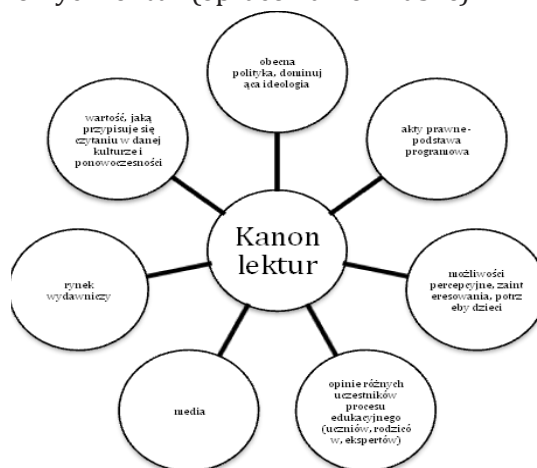 obecna
polityka, dominuj
ąca ideologia
akty prawne-
podstawa
programowa
możliwości
percepcyjne, zaint
eresowania, potrz
eby dzieci
opinie różnych
uczestników
procesu
edukacyjnego
(uczniów, rodzicó
w, ekspertów)
media
rynek
wydawniczy
wartość, jaką
przypisuje się
czytaniu w danej
kulturze i
ponowoczesności
Kanon
lektur